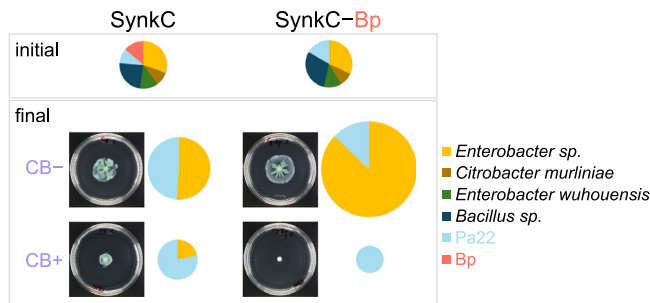 SynkC SynkC−Bp
initial
final
CB−
CB+
Enterobacter sp.
Citrobacter murliniae
Enterobacter wuhouensis
Bacillus sp.
Pa22
Bp